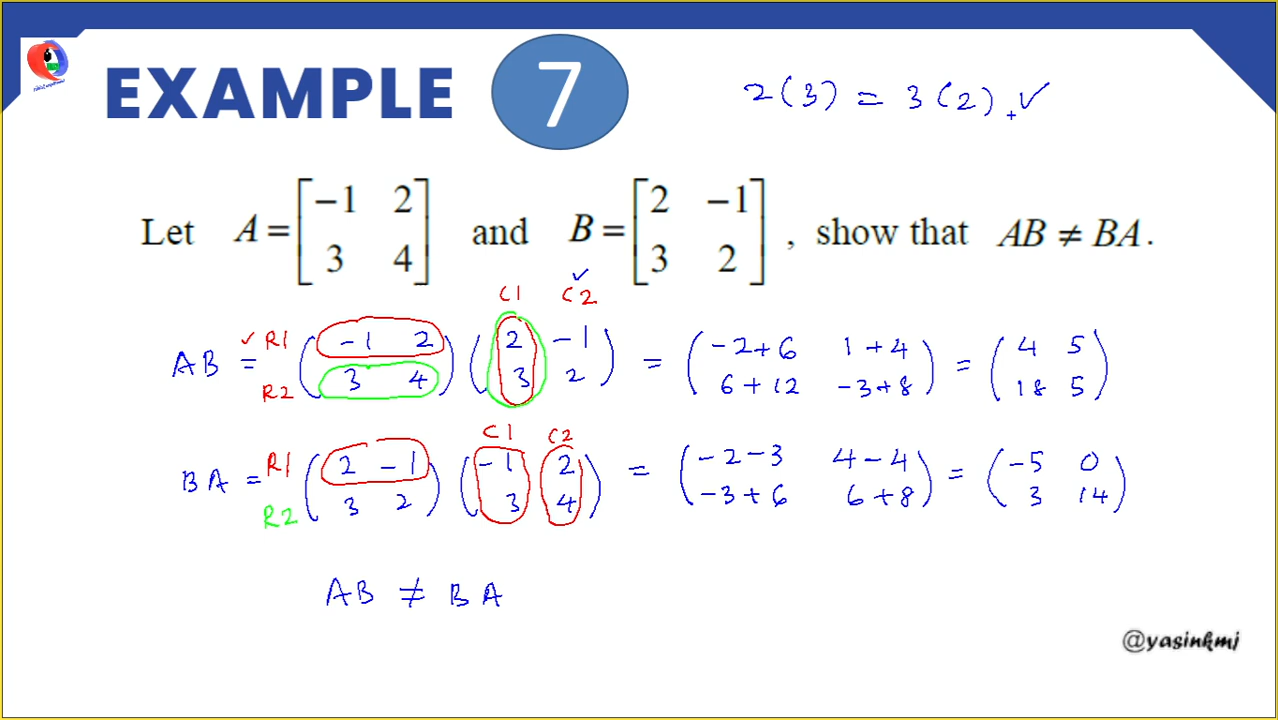 EXAMPLE 7
2(3) = 3(2) ✓
Let A = [−1 2; 3 4] and B = [2 −1; 3 2] , show that AB ≠ BA.
C1 C2 ✓
AB = ✓ R1 R2 (−1 2; 3 4) (2 −1; 3 2) = (−2+6 1+4; 6+12 −3+8) = (4 5; 18 5)
C1 C2
BA = R1 R2 (2 −1; 3 2) (−1 2; 3 4) = (−2−3 4−4; −3+6 6+8) = (−5 0; 3 14)
AB ≠ BA
@yasinkmj